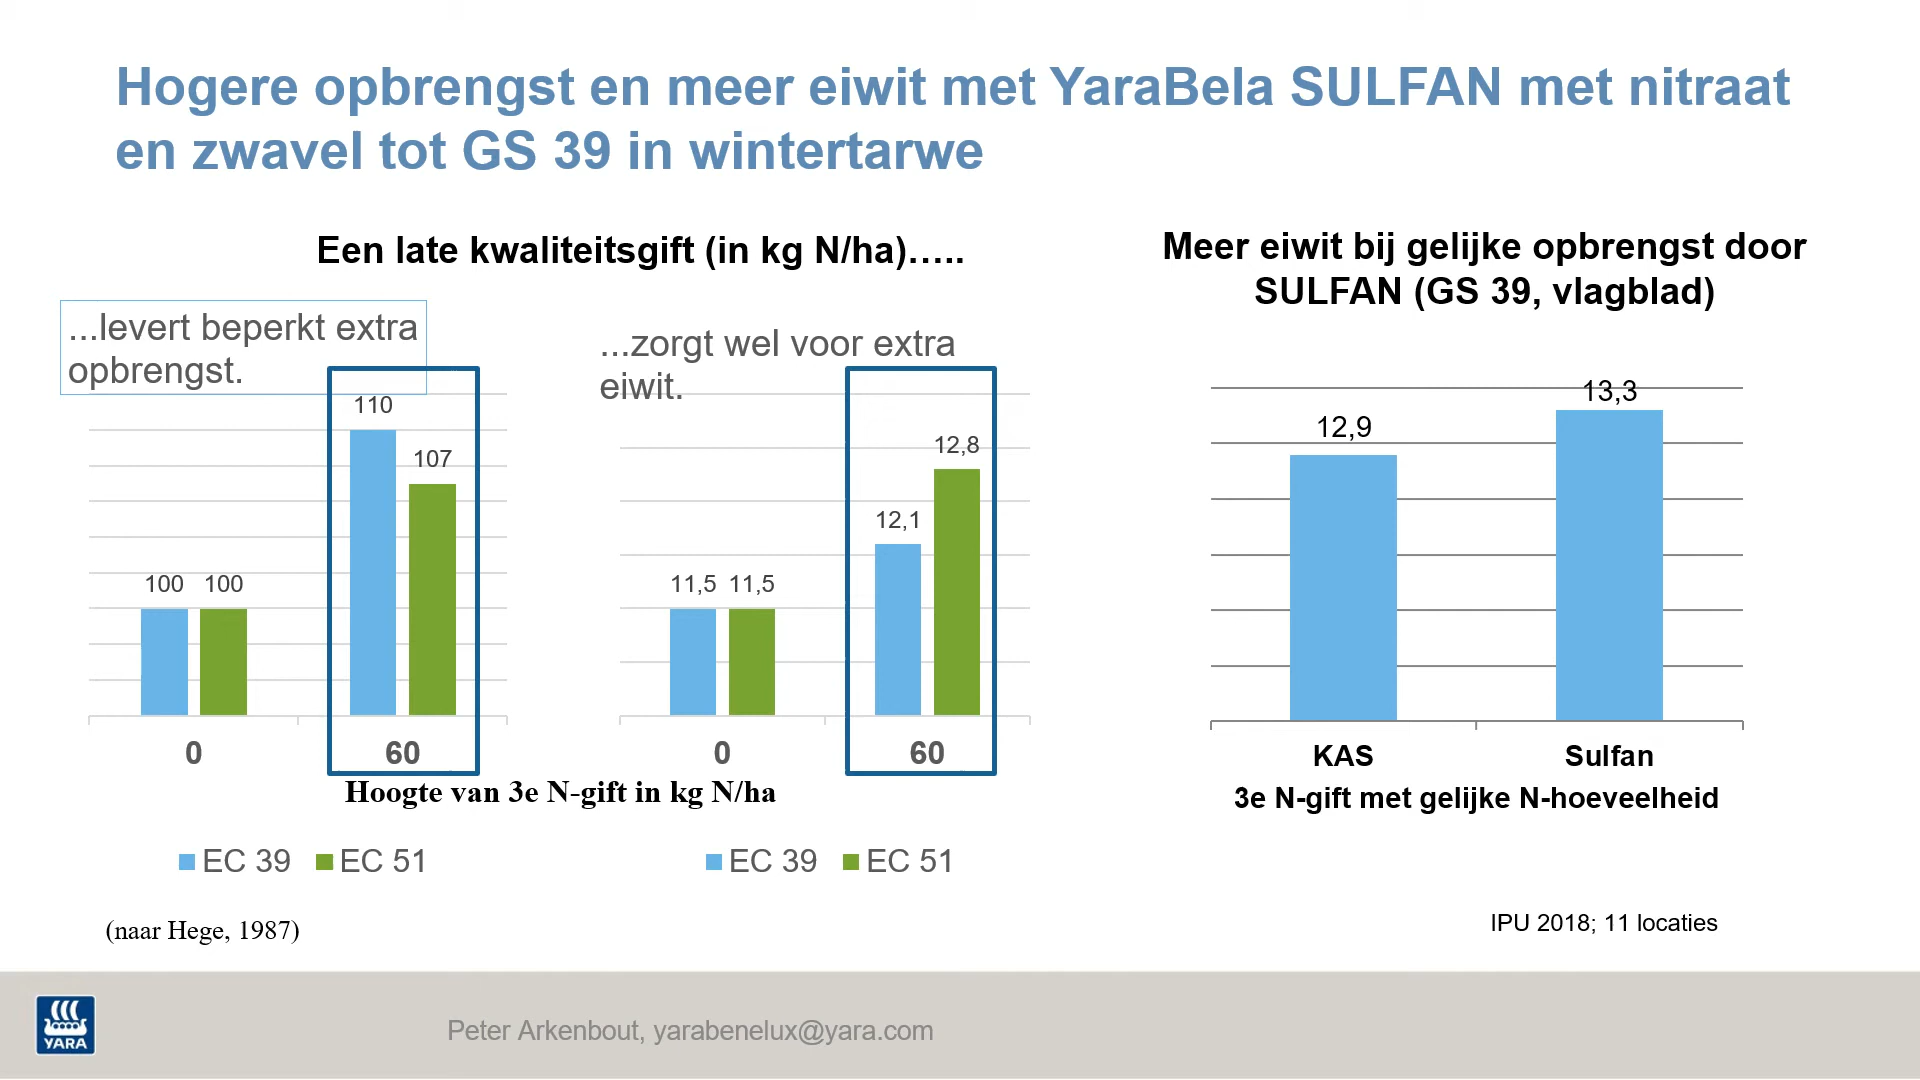 Hogere opbrengst en meer eiwit met YaraBela SULFAN met nitraat
en zwavel tot GS 39 in wintertarwe
Een late kwaliteitsgift (in kg N/ha)…..
...levert beperkt extra
opbrengst.
110
107
100 100
0 60
...zorgt wel voor extra
eiwit.
12,8
12,1
11,5 11,5
0 60
Hoogte van 3e N-gift in kg N/ha
EC 39 EC 51
EC 39 EC 51
(naar Hege, 1987)
Meer eiwit bij gelijke opbrengst door
SULFAN (GS 39, vlagblad)
13,3
12,9
KAS Sulfan
3e N-gift met gelijke N-hoeveelheid
IPU 2018; 11 locaties
YARA
Peter Arkenbout, yarabenelux@yara.com